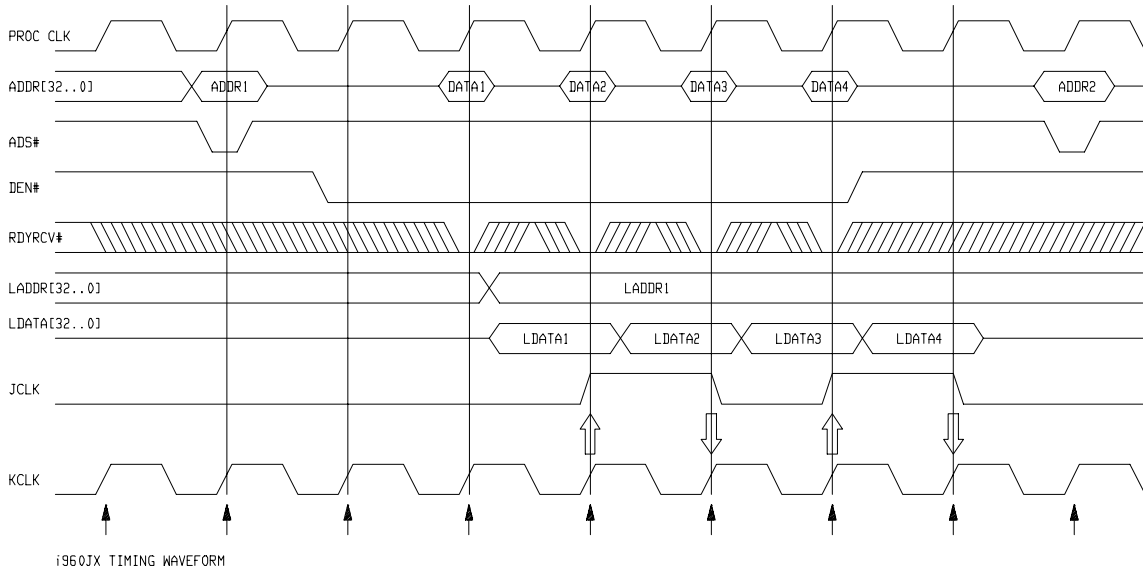 PROC CLK
ADDR[32..0] ADDR1 DATA1 DATA2 DATA3 DATA4 ADDR2
ADS#
DEN#
RDYRCV#
LADDR[32..0] LADDR1
LDATA[32..0] LDATA1 LDATA2 LDATA3 LDATA4
JCLK
KCLK
i960JX TIMING WAVEFORM